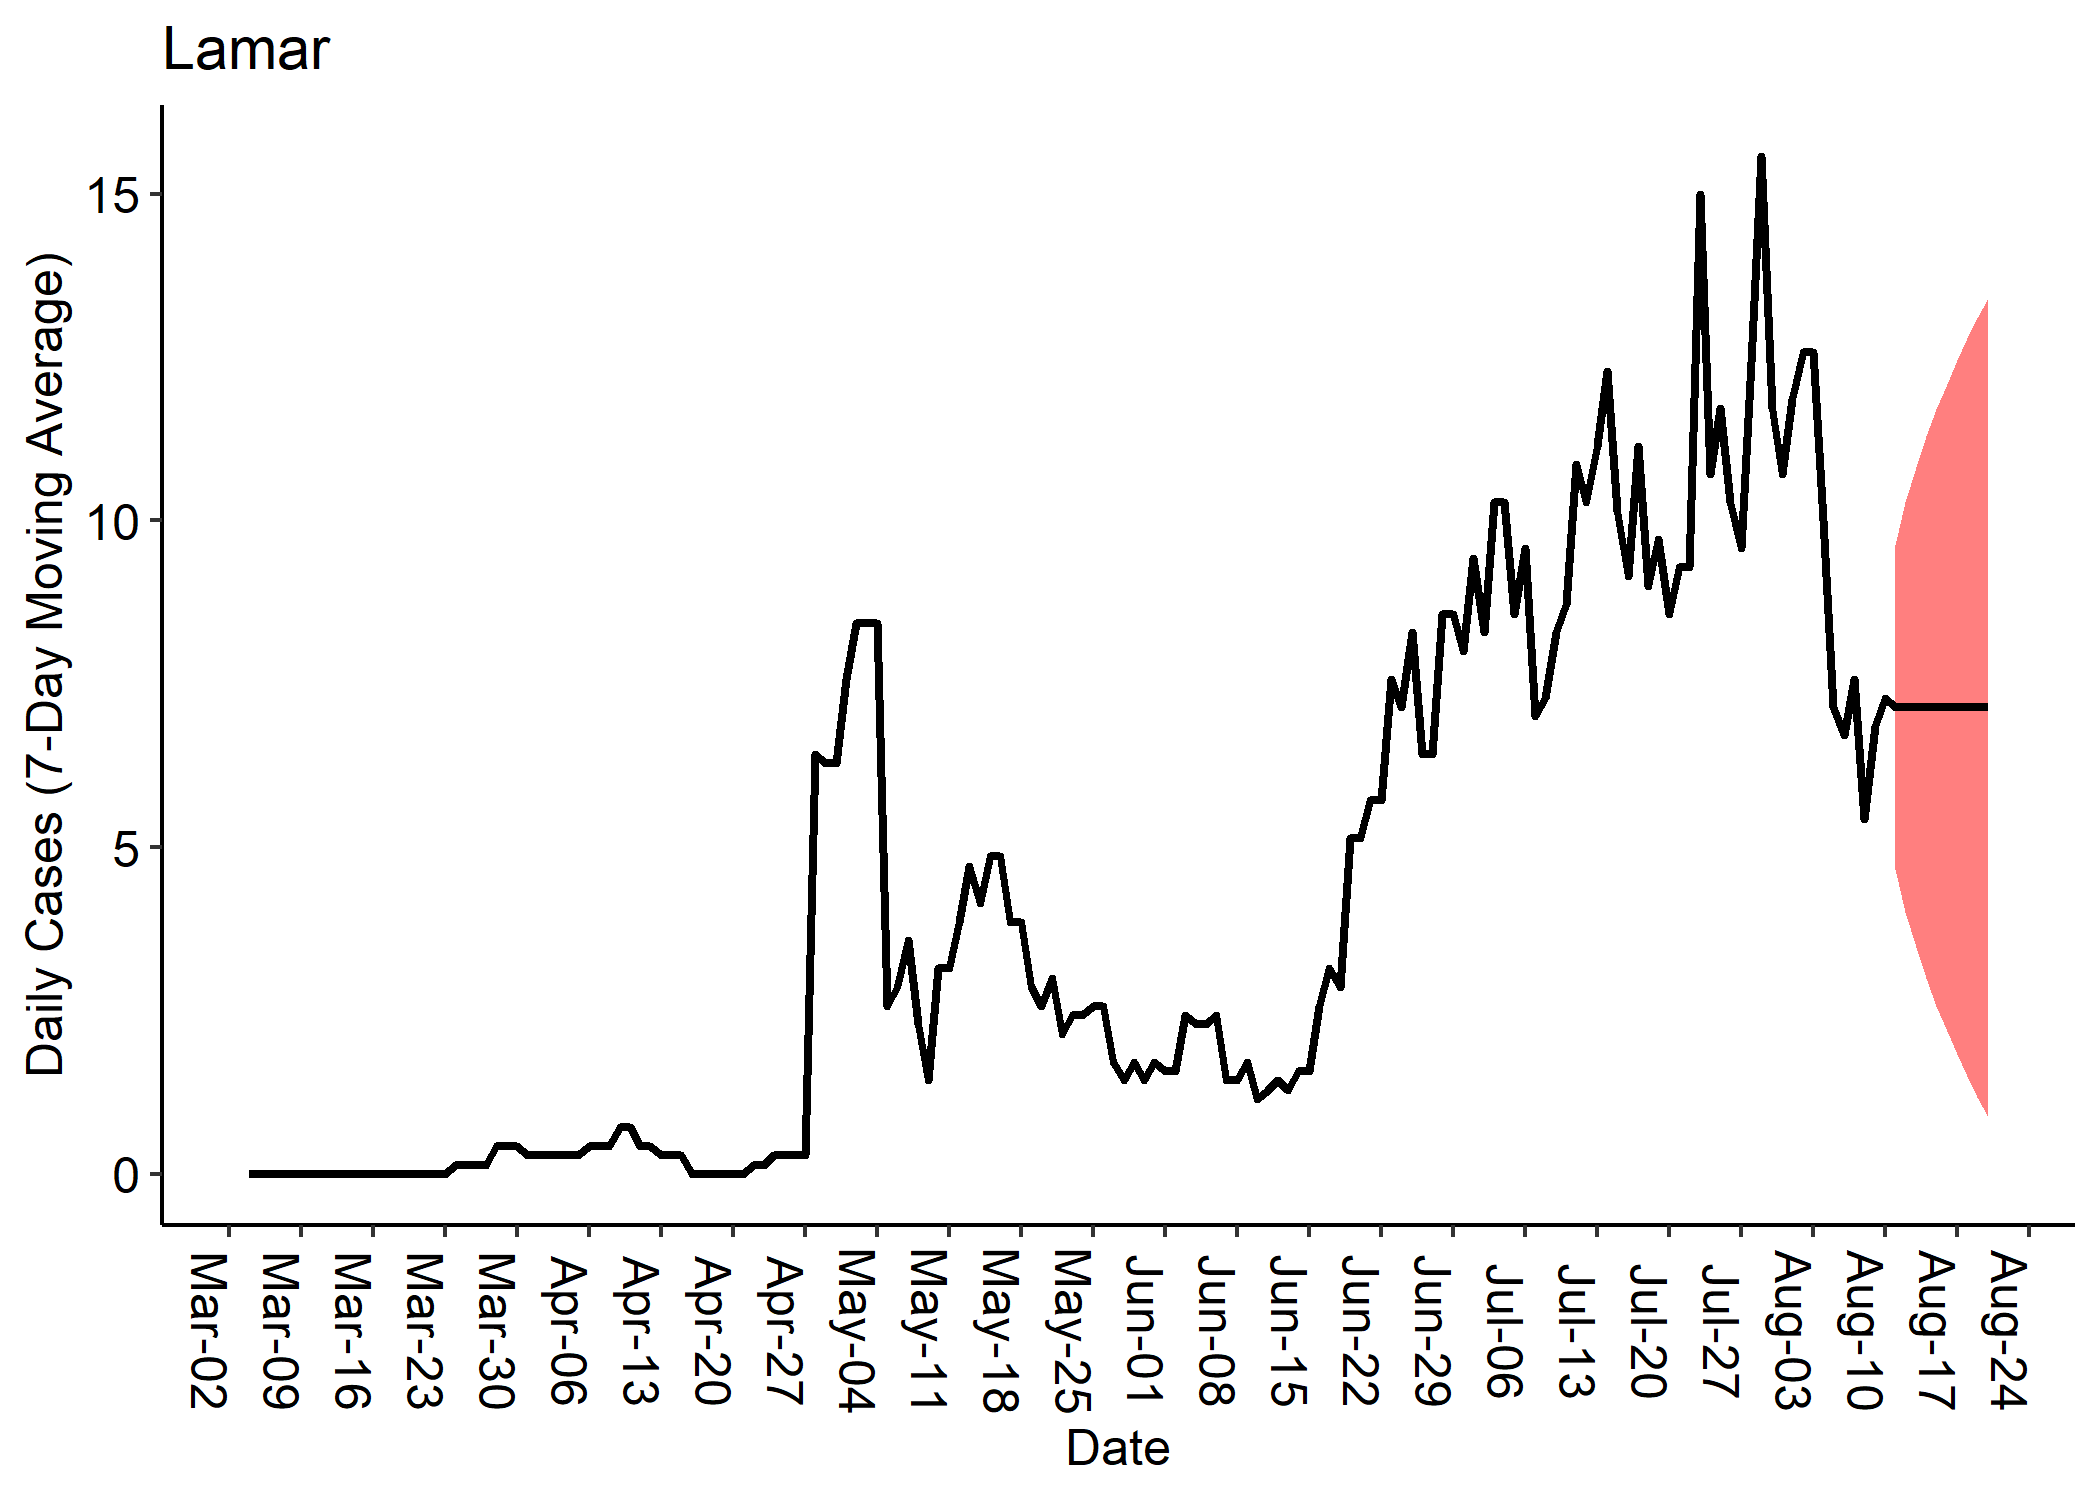 Lamar
Daily Cases (7-Day Moving Average)
15
10
5
0
Mar-02
Mar-09
Mar-16
Mar-23
Mar-30
Apr-06
Apr-13
Apr-20
Apr-27
May-04
May-11
May-18
May-25
Jun-01
Jun-08
Jun-15
Jun-22
Jun-29
Jul-06
Jul-13
Jul-20
Jul-27
Aug-03
Aug-10
Aug-17
Aug-24
Date